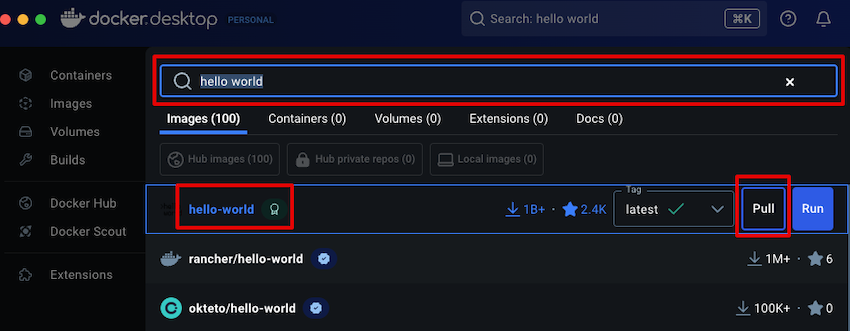 docker.desktop PERSONAL Search: hello world ⌘K
Containers
Images
Volumes
Builds
Docker Hub
Docker Scout
Extensions
hello world
Images (100) Containers (0) Volumes (0) Extensions (0) Docs (0)
Hub images (100) Hub private repos (0) Local images (0)
hello-world 1B+ · 2.4K Tag latest Pull Run
rancher/hello-world 1M+ · 6
okteto/hello-world 100K+ · 0